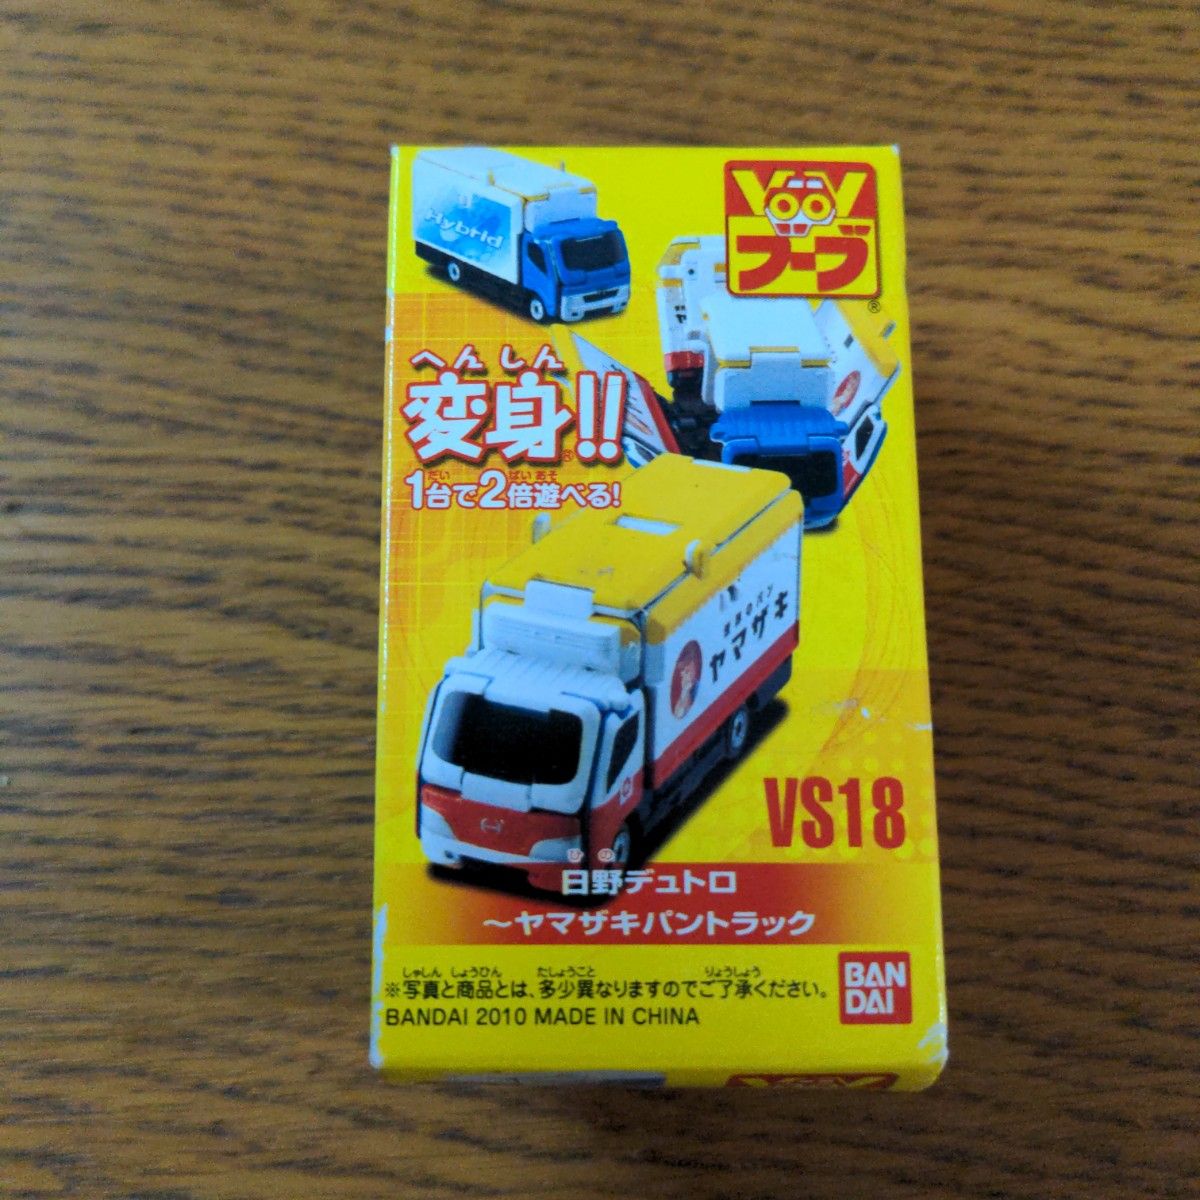 Hybrid
VooV
ブーブ
®
へんしん
変身!!
®
だい ばい あそ
1台で2倍遊べる!
ヤマザキ
VS18
ひの
日野デュトロ
～ヤマザキパントラック
しゃしん しょうひん たしょうこと りょうしょう
※写真と商品とは、多少異なりますのでご了承ください。
BANDAI 2010 MADE IN CHINA
BAN
DAI